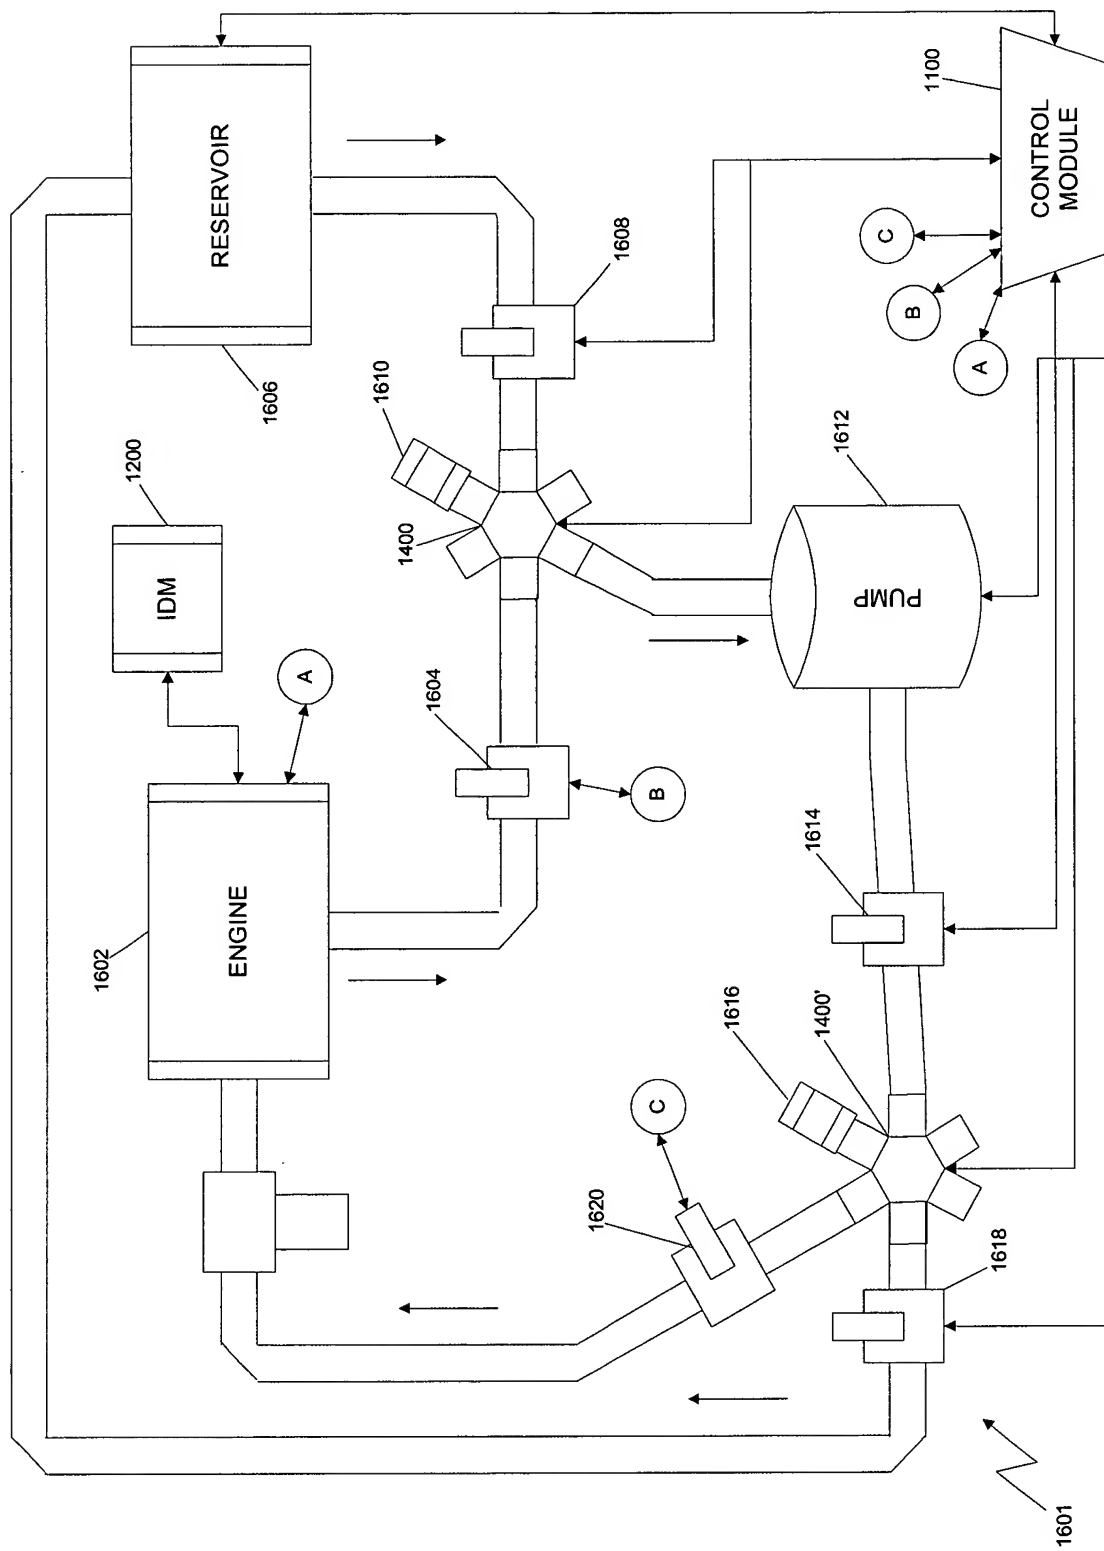 RESERVOIR
1606
IDM
1200
A
ENGINE
1602
1608
1610
1400
1604
B
1100
CONTROL
MODULE
C
B
A
1612
PUMP
1614
1616
1400'
C
1620
1618
1601